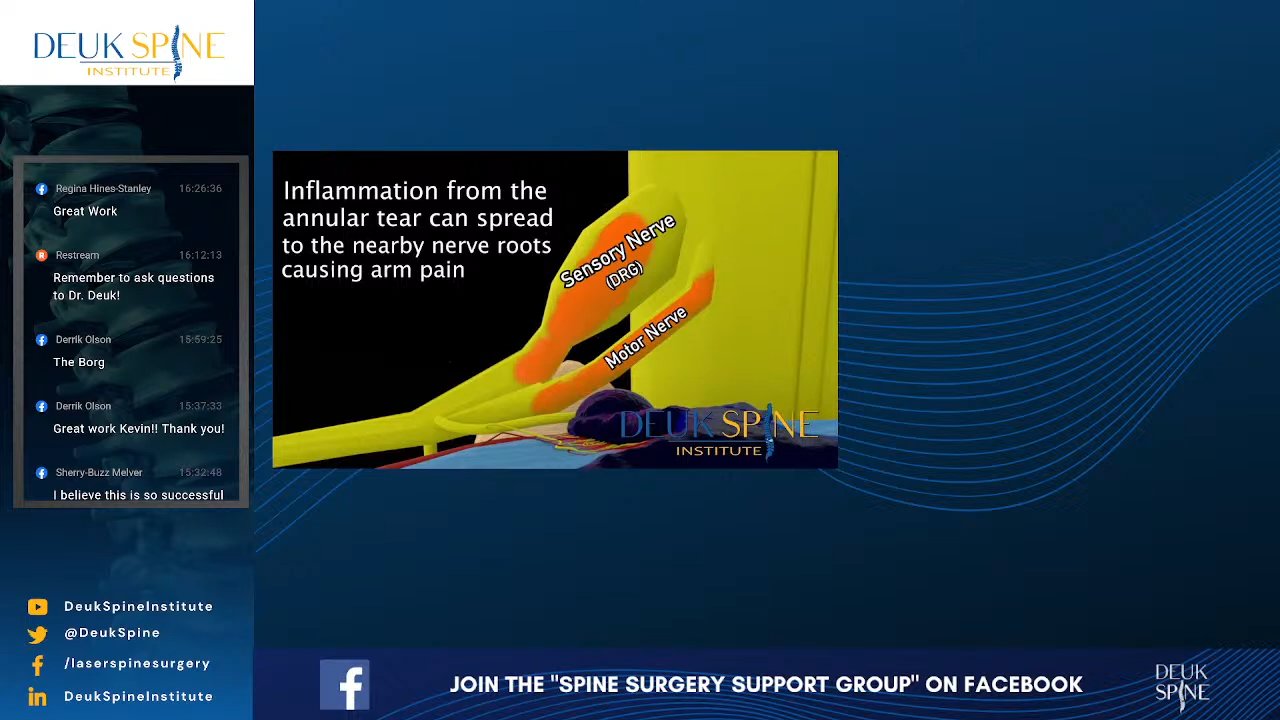 DEUK SPINE
INSTITUTE
Regina Hines-Stanley 16:26:36
Great Work
Restream 16:12:13
Remember to ask questions
to Dr. Deuk!
Derrik Olson 15:59:25
The Borg
Derrik Olson 15:37:33
Great work Kevin!! Thank you!
Sherry-Buzz Melver 15:32:48
I believe this is so successful
DeukSpineInstitute
@DeukSpine
/laserspinesurgery
DeukSpineInstitute
Inflammation from the
annular tear can spread
to the nearby nerve roots
causing arm pain
Sensory Nerve
(DRG)
Motor Nerve
DEUK SPINE
INSTITUTE
JOIN THE "SPINE SURGERY SUPPORT GROUP" ON FACEBOOK
DEUK
SPINE